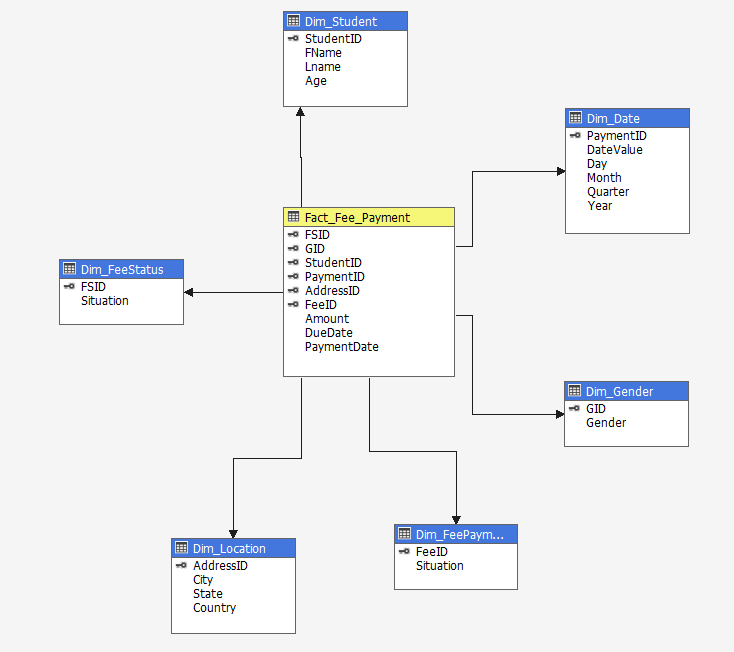 Dim_Student
StudentID
FName
Lname
Age
Dim_Date
PaymentID
DateValue
Day
Month
Quarter
Year
Fact_Fee_Payment
FSID
GID
StudentID
PaymentID
AddressID
FeeID
Amount
DueDate
PaymentDate
Dim_FeeStatus
FSID
Situation
Dim_Gender
GID
Gender
Dim_Location
AddressID
City
State
Country
Dim_FeePaym...
FeeID
Situation